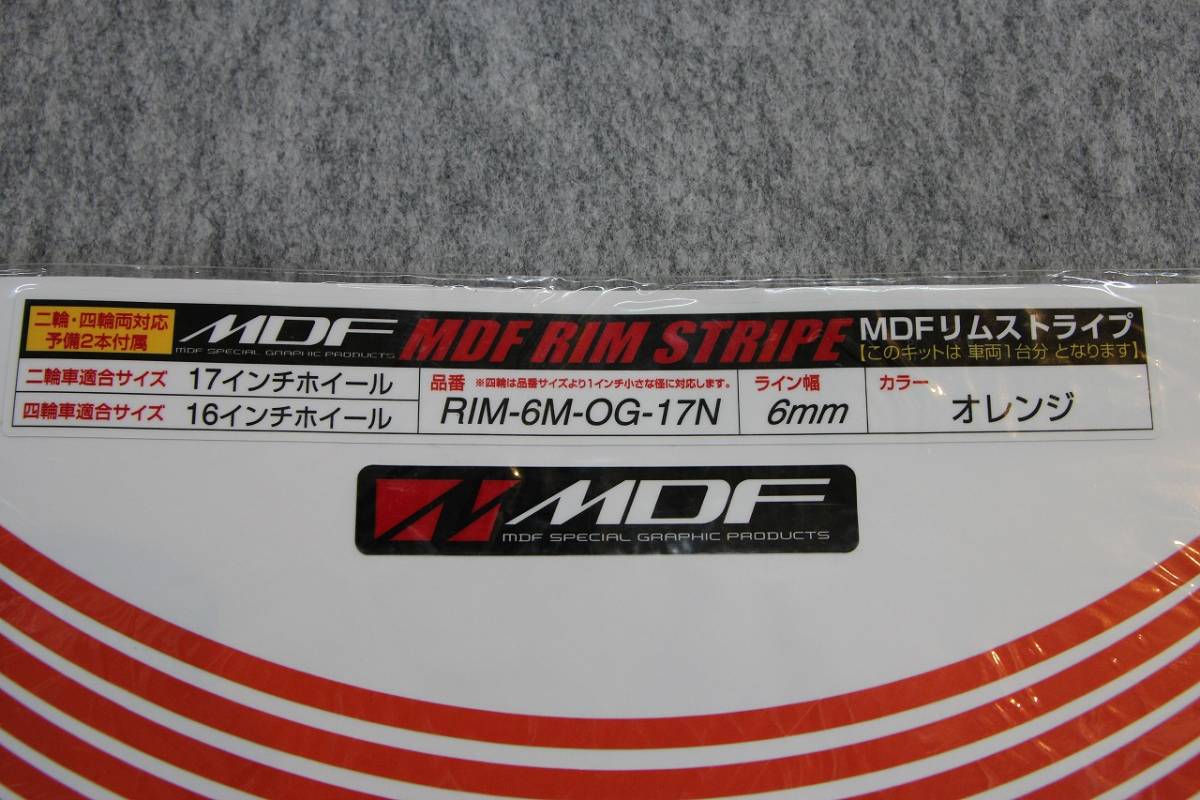 二輪・四輪両対応
予備2本付属
MDF
MDF SPECIAL GRAPHIC PRODUCTS
MDF RIM STRIPE
MDFリムストライプ
【このキットは 車両1台分 となります】
二輪車適合サイズ 17インチホイール
四輪車適合サイズ 16インチホイール
品番 ※四輪は品番サイズより1インチ小さな径に対応します。
RIM-6M-OG-17N
ライン幅
6mm
カラー
オレンジ
MDF
MDF SPECIAL GRAPHIC PRODUCTS